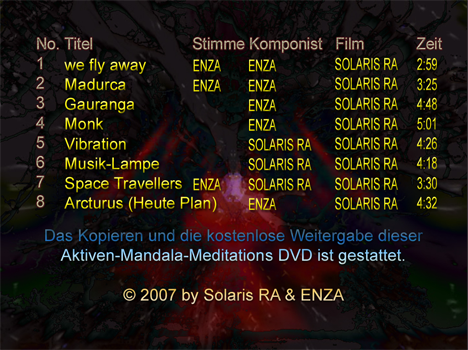 No. Titel Stimme Komponist Film Zeit
1 we fly away ENZA ENZA SOLARIS RA 2:59
2 Madurca ENZA ENZA SOLARIS RA 3:25
3 Gauranga ENZA SOLARIS RA 4:48
4 Monk ENZA SOLARIS RA 5:01
5 Vibration SOLARIS RA SOLARIS RA 4:26
6 Musik-Lampe SOLARIS RA SOLARIS RA 4:18
7 Space Travellers ENZA SOLARIS RA SOLARIS RA 3:30
8 Arcturus (Heute Plan) ENZA SOLARIS RA 4:32
Das Kopieren und die kostenlose Weitergabe dieser
Aktiven-Mandala-Meditations DVD ist gestattet.
© 2007 by Solaris RA & ENZA